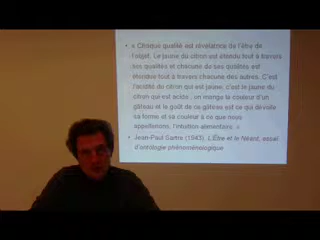 « Chaque qualité est révélatrice de l'être de
l'objet. Le jaune du citron est étendu tout à travers
ses qualités et chacune de ses qualités est
étendue tout à travers chacune des autres. C'est
l'acidité du citron qui est jaune, c'est le jaune du
citron qui est acide ; on mange la couleur d'un
gâteau et le goût de ce gâteau est ce qui dévoile
sa forme et sa couleur à ce que nous
appellerons, l'intuition alimentaire. »
Jean-Paul Sartre (1943), L'Être et le Néant, essai
d'ontologie phénoménologique